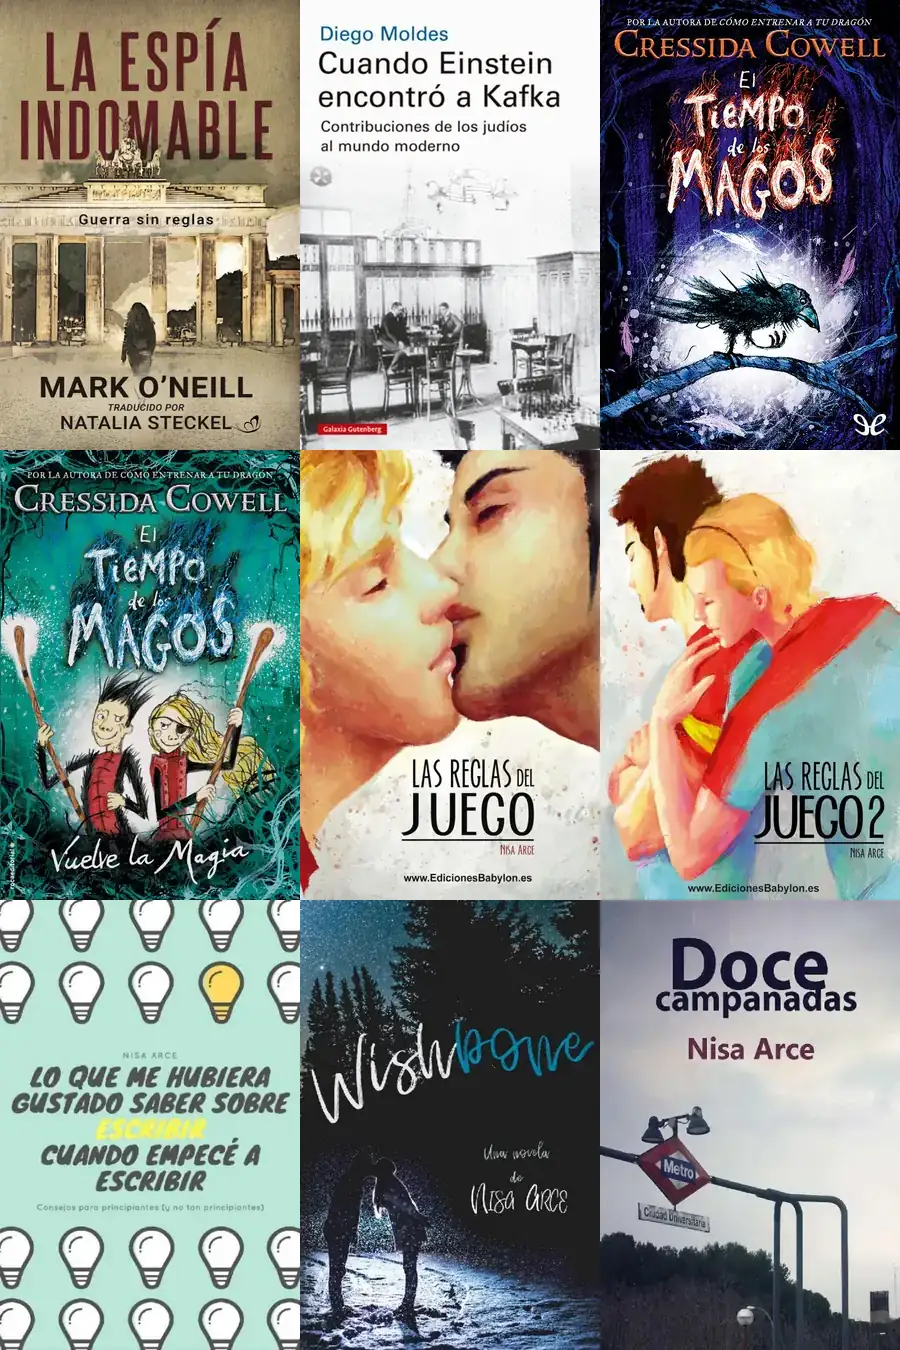 LA ESPÍA
INDOMABLE
Guerra sin reglas
MARK O'NEILL
TRADUCIDO POR
NATALIA STECKEL
Diego Moldes
Cuando Einstein
encontró a Kafka
Contribuciones de los judíos
al mundo moderno
Galaxia Gutenberg
POR LA AUTORA DE CÓMO ENTRENAR A TU DRAGÓN
CRESSIDA COWELL
El
TIEMPO
de los
MAGOS
POR LA AUTORA DE CÓMO ENTRENAR A TU DRAGÓN
CRESSIDA COWELL
El
TIEMPO
de los
MAGOS
Vuelve la Magia
rocaeditorial
LAS REGLAS DEL
JUEGO
NISA ARCE
www.EdicionesBabylon.es
LAS REGLAS DEL
JUEGO 2
NISA ARCE
www.EdicionesBabylon.es
NISA ARCE
LO QUE ME HUBIERA
GUSTADO SABER SOBRE
ESCRIBIR
CUANDO EMPECÉ A
ESCRIBIR
Consejos para principiantes (y no tan principiantes)
Wishbone
Una novela
de
NISA ARCE
Doce
campanadas
Nisa Arce
Metro
Ciudad Universitaria